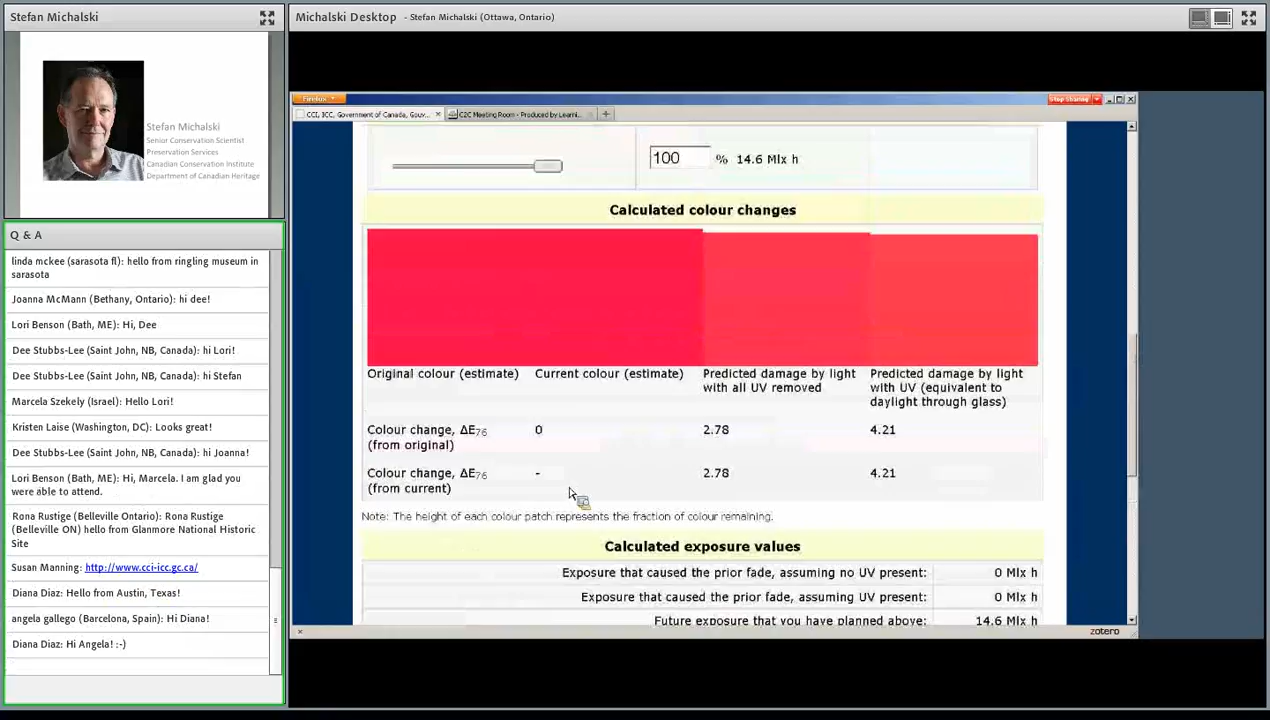 Stefan Michalski
Stefan Michalski
Senior Conservation Scientist
Preservation Services
Canadian Conservation Institute
Department of Canadian Heritage
Q & A
linda mckee (sarasota fl): hello from ringling museum in
sarasota
Joanna McMann (Bethany, Ontario): hi dee!
Lori Benson (Bath, ME): Hi, Dee
Dee Stubbs-Lee (Saint John, NB, Canada): hi Lori!
Dee Stubbs-Lee (Saint John, NB, Canada): hi Stefan
Marcela Szekely (Israel): Hello Lori!
Kristen Laise (Washington, DC): Looks great!
Dee Stubbs-Lee (Saint John, NB, Canada): hi Joanna!
Lori Benson (Bath, ME): Hi, Marcela. I am glad you
were able to attend.
Rona Rustige (Belleville Ontario): Rona Rustige
(Belleville ON) hello from Glanmore National Historic
Site
Susan Manning: http://www.cci-icc.gc.ca/
Diana Diaz: Hello from Austin, Texas!
angela gallego (Barcelona, Spain): Hi Diana!
Diana Diaz: Hi Angela! :-)
Michalski Desktop - Stefan Michalski (Ottawa, Ontario)
Firefox
Stop Sharing
CCI, ICC, Government of Canada, Gouv...
C2C Meeting Room - Produced by Learni...
100 % 14.6 Mlx h
Calculated colour changes
Original colour (estimate) Current colour (estimate) Predicted damage by light
with all UV removed Predicted damage by light
with UV (equivalent to
daylight through glass)
Colour change, ΔE76
(from original) 0 2.78 4.21
Colour change, ΔE76
(from current) - 2.78 4.21
Note: The height of each colour patch represents the fraction of colour remaining.
Calculated exposure values
Exposure that caused the prior fade, assuming no UV present: 0 Mlx h
Exposure that caused the prior fade, assuming UV present: 0 Mlx h
Future exposure that you have planned above: 14.6 Mlx h
zotero